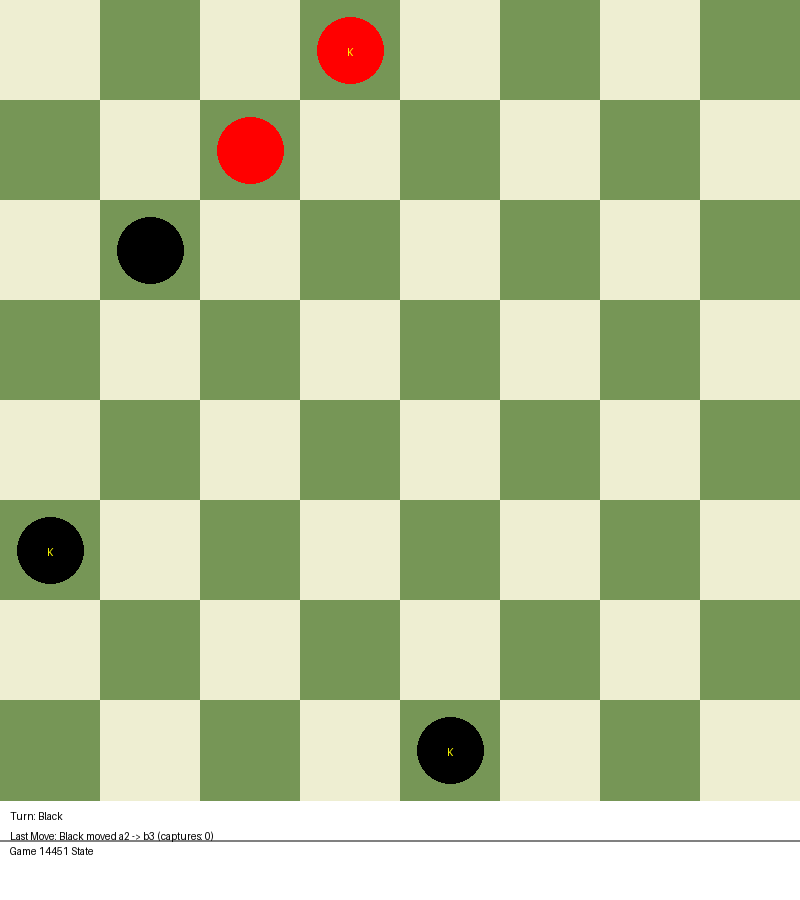 K
K
K
Turn: Black
Last Move: Black moved a2 -> b3 (captures: 0)
Game 14451 State